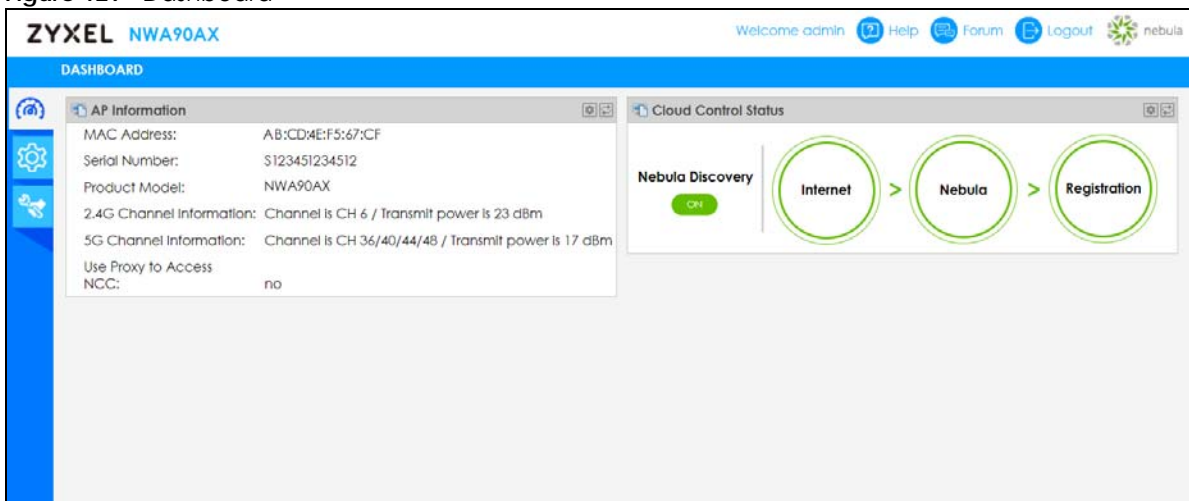 ZYXEL NWA90AX
Welcome admin Help Forum Logout nebula
DASHBOARD
AP Information
MAC Address: AB:CD:4E:F5:67:CF
Serial Number: S123451234512
Product Model: NWA90AX
2.4G Channel Information: Channel is CH 6 / Transmit power is 23 dBm
5G Channel Information: Channel is CH 36/40/44/48 / Transmit power is 17 dBm
Use Proxy to Access
NCC: no
Cloud Control Status
Nebula Discovery
ON
Internet > Nebula > Registration